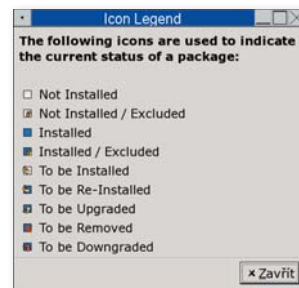 Icon Legend
The following icons are used to indicate
the current status of a package:
Not Installed
Not Installed / Excluded
Installed
Installed / Excluded
To be Installed
To be Re-Installed
To be Upgraded
To be Removed
To be Downgraded
Zavřít